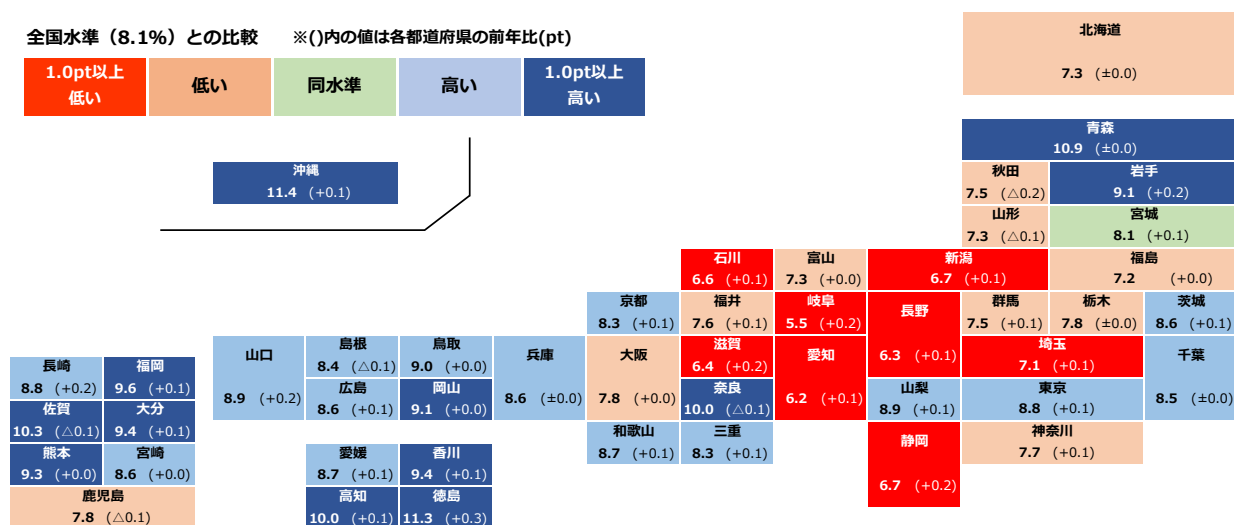 全国水準（8.1%）との比較　※()内の値は各都道府県の前年比(pt)
1.0pt以上
低い
低い
同水準
高い
1.0pt以上
高い
北海道
7.3 (±0.0)
青森
10.9 (±0.0)
沖縄
11.4 (+0.1)
秋田
7.5 (△0.2)
岩手
9.1 (+0.2)
山形
7.3 (△0.1)
宮城
8.1 (+0.1)
石川
6.6 (+0.1)
富山
7.3 (+0.0)
新潟
6.7 (+0.1)
福島
7.2 (+0.0)
京都
8.3 (+0.1)
福井
7.6 (+0.1)
岐阜
5.5 (+0.2)
長野
6.3 (+0.1)
群馬
7.5 (+0.1)
栃木
7.8 (±0.0)
茨城
8.6 (+0.1)
長崎
8.8 (+0.2)
福岡
9.6 (+0.1)
山口
8.9 (+0.2)
島根
8.4 (△0.1)
鳥取
9.0 (+0.0)
兵庫
8.6 (±0.0)
大阪
7.8 (+0.0)
滋賀
6.4 (+0.2)
愛知
6.2 (+0.1)
埼玉
7.1 (+0.1)
千葉
8.5 (±0.0)
佐賀
10.3 (△0.1)
大分
9.4 (+0.1)
広島
8.6 (+0.1)
岡山
9.1 (+0.0)
奈良
10.0 (△0.1)
山梨
8.9 (+0.1)
東京
8.8 (+0.1)
熊本
9.3 (+0.0)
宮崎
8.6 (+0.0)
愛媛
8.7 (+0.1)
香川
9.4 (+0.1)
和歌山
8.7 (+0.1)
三重
8.3 (+0.1)
静岡
6.7 (+0.2)
神奈川
7.7 (+0.1)
鹿児島
7.8 (△0.1)
高知
10.0 (+0.1)
徳島
11.3 (+0.3)